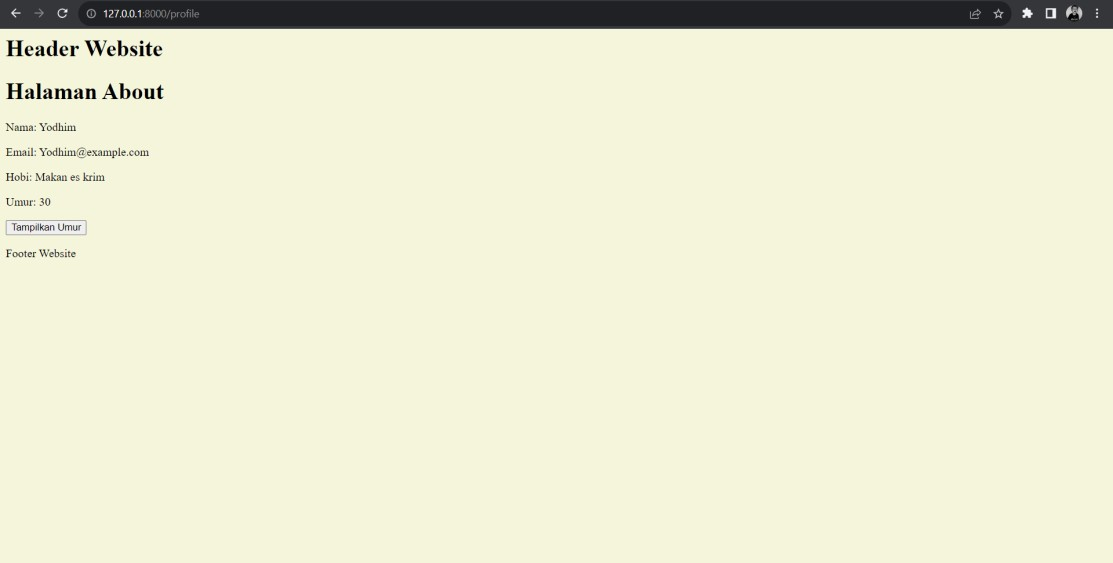 127.0.0.1:8000/profile
Header Website
Halaman About
Nama: Yodhim
Email: Yodhim@example.com
Hobi: Makan es krim
Umur: 30
Tampilkan Umur
Footer Website